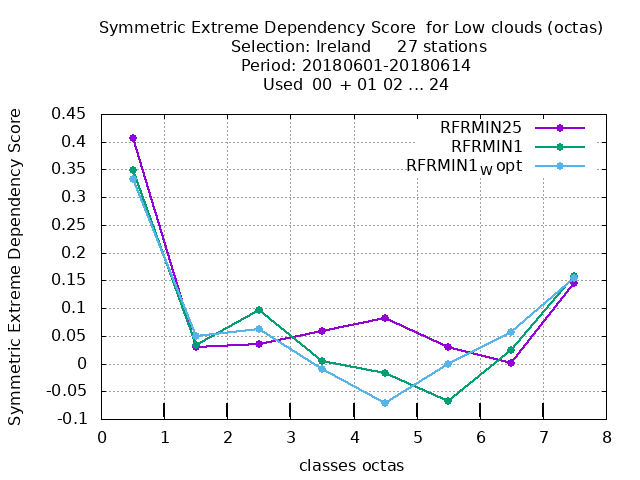 Symmetric Extreme Dependency Score  for Low clouds (octas)
Selection: Ireland     27 stations
Period: 20180601-20180614
Used  00  + 01 02 ... 24
RFRMIN25
RFRMIN1
RFRMIN1W opt
Symmetric Extreme Dependency Score
0.45
0.4
0.35
0.3
0.25
0.2
0.15
0.1
0.05
0
-0.05
-0.1
0 1 2 3 4 5 6 7 8
classes octas